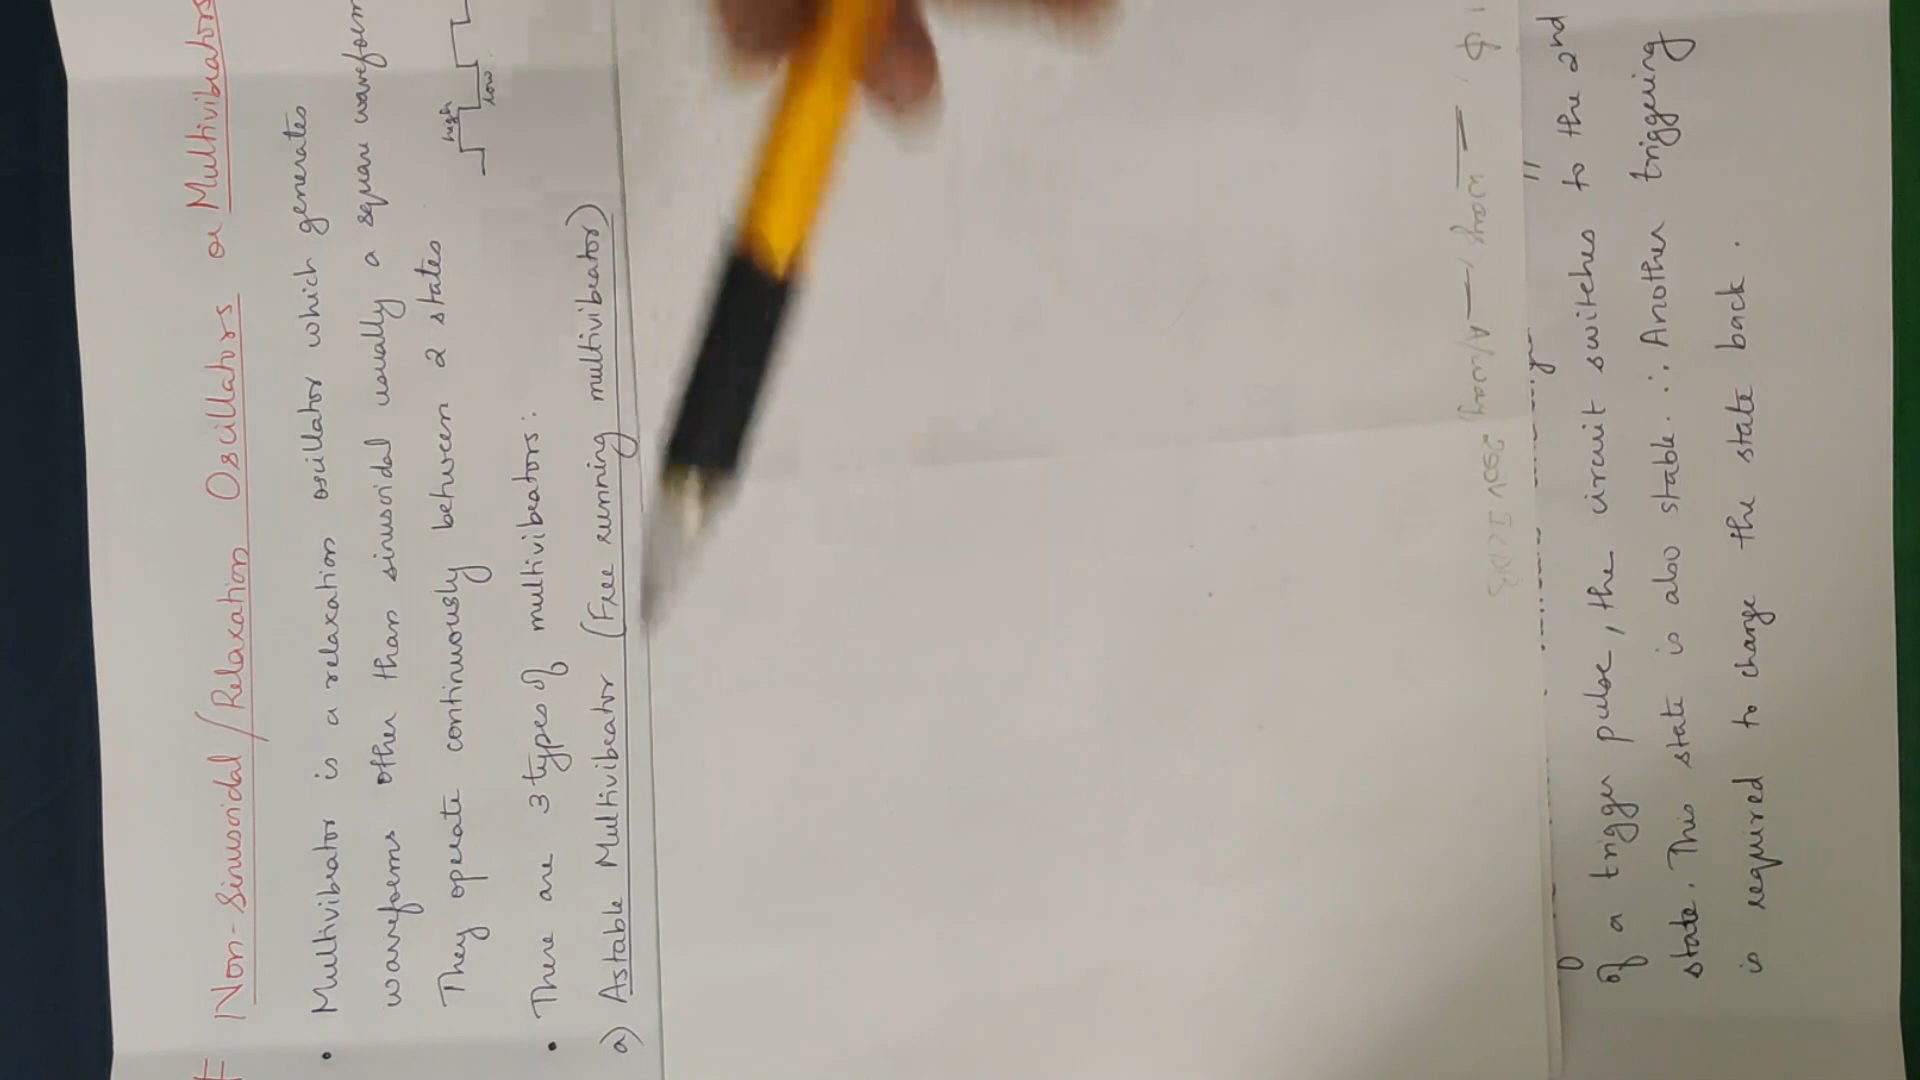 # Non-Sinusoidal/Relaxation Oscillators or Multivibrators
• Multivibrator is a relaxation oscillator which generates
waveforms other than sinusoidal usually a square waveform
They operate continuously between 2 states
high
low
• There are 3 types of multivibrators:
a) Astable Multivibrator (Free running multivibrator)
of a trigger pulse, the circuit switches to the 2nd
state. This state is also stable. ∴ Another triggering
is required to change the state back.